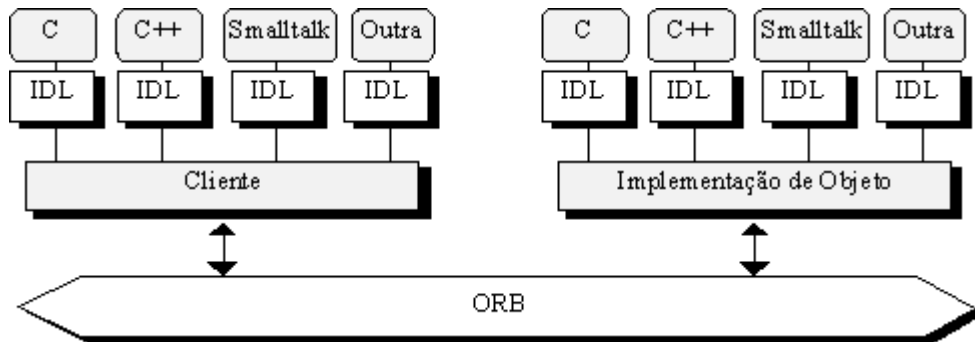 C C++ Smalltalk Outra C C++ Smalltalk Outra
IDL IDL IDL IDL IDL IDL IDL IDL
Cliente Implementação de Objeto
ORB